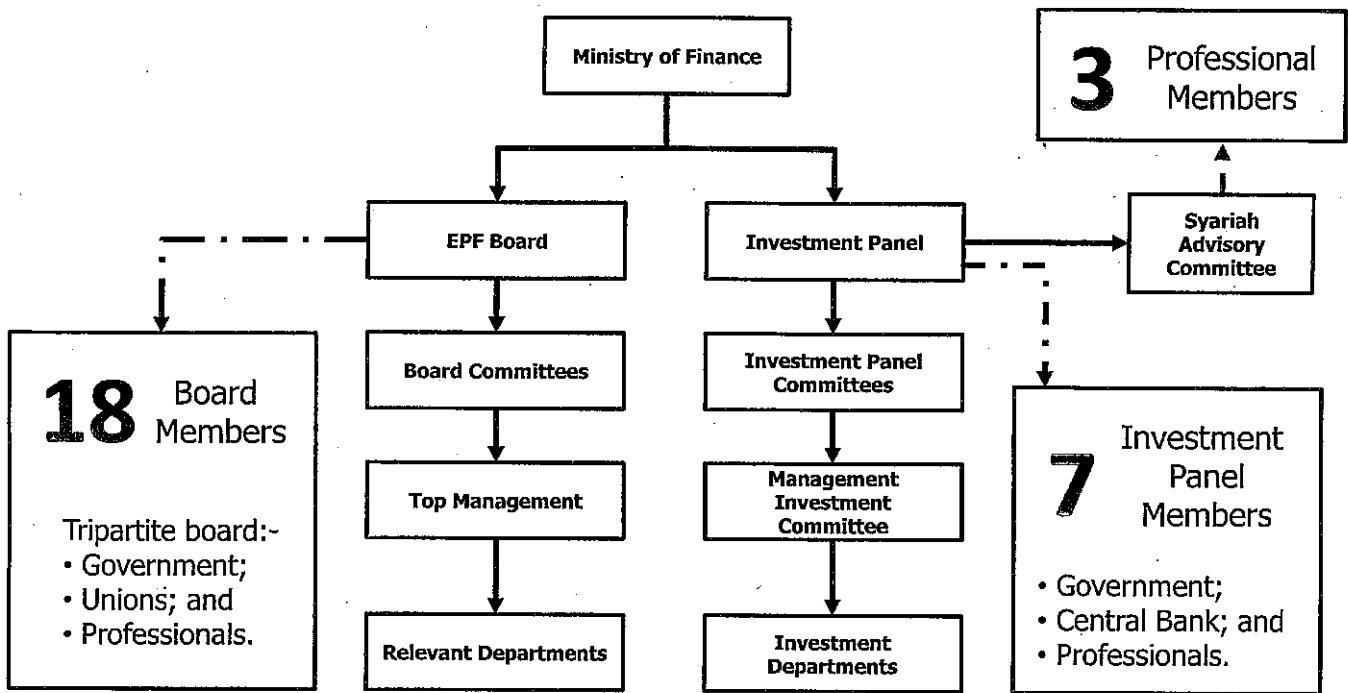 Ministry of Finance
3 Professional
Members
EPF Board
Investment Panel
Syariah
Advisory
Committee
18 Board
Members
Tripartite board:-
• Government;
• Unions; and
• Professionals.
Board Committees
Investment Panel
Committees
7 Investment
Panel
Members
• Government;
• Central Bank; and
• Professionals.
Top Management
Management
Investment
Committee
Relevant Departments
Investment
Departments